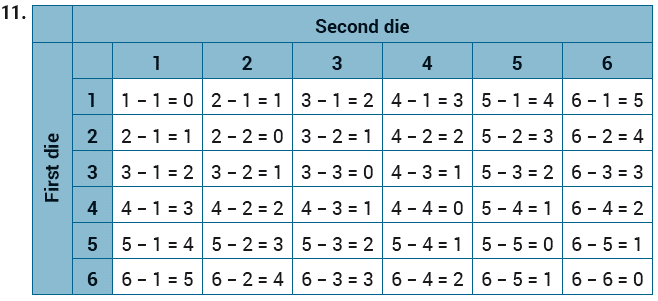 11.
Second die
1 2 3 4 5 6
First die
1 1 – 1 = 0 2 – 1 = 1 3 – 1 = 2 4 – 1 = 3 5 – 1 = 4 6 – 1 = 5
2 2 – 1 = 1 2 – 2 = 0 3 – 2 = 1 4 – 2 = 2 5 – 2 = 3 6 – 2 = 4
3 3 – 1 = 2 3 – 2 = 1 3 – 3 = 0 4 – 3 = 1 5 – 3 = 2 6 – 3 = 3
4 4 – 1 = 3 4 – 2 = 2 4 – 3 = 1 4 – 4 = 0 5 – 4 = 1 6 – 4 = 2
5 5 – 1 = 4 5 – 2 = 3 5 – 3 = 2 5 – 4 = 1 5 – 5 = 0 6 – 5 = 1
6 6 – 1 = 5 6 – 2 = 4 6 – 3 = 3 6 – 4 = 2 6 – 5 = 1 6 – 6 = 0